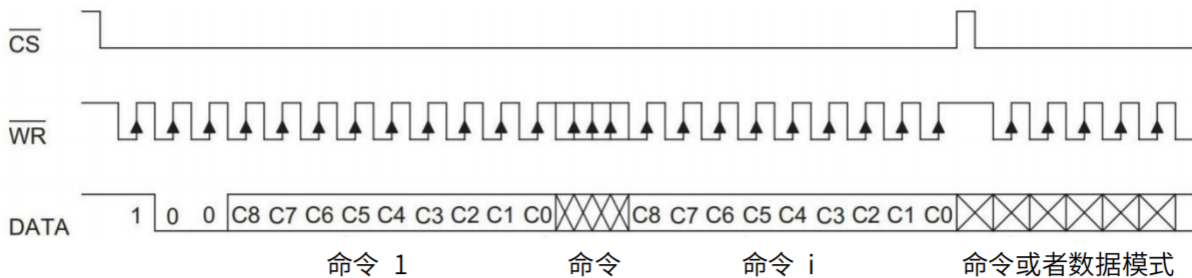 CS
WR
DATA 1 0 0 C8 C7 C6 C5 C4 C3 C2 C1 C0 C8 C7 C6 C5 C4 C3 C2 C1 C0
命令 1 命令 命令 i 命令或者数据模式